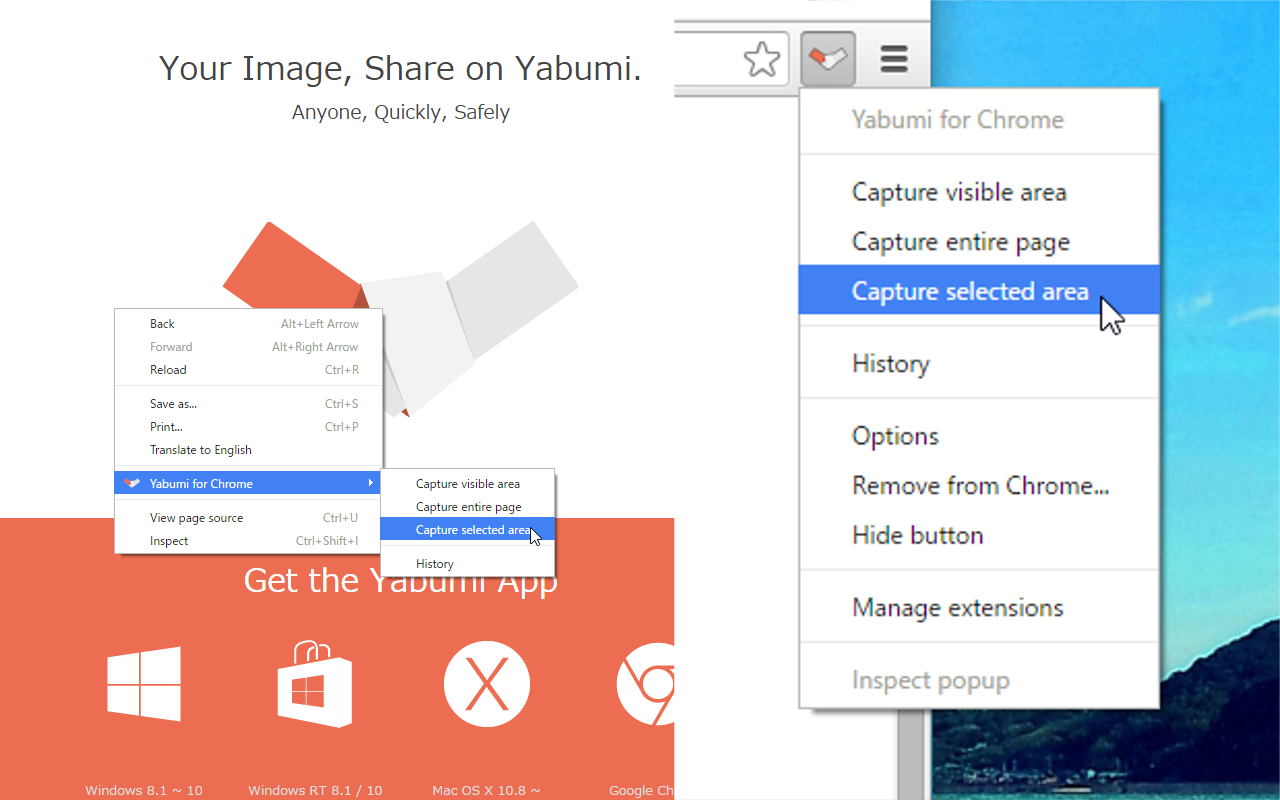 Your Image, Share on Yabumi.
Anyone, Quickly, Safely
Back Alt+Left Arrow
Forward Alt+Right Arrow
Reload Ctrl+R
Save as... Ctrl+S
Print... Ctrl+P
Translate to English
Yabumi for Chrome
View page source Ctrl+U
Inspect Ctrl+Shift+I
Capture visible area
Capture entire page
Capture selected area
History
Get the Yabumi App
Windows 8.1 ~ 10
Windows RT 8.1 / 10
Mac OS X 10.8 ~
Google Ch
Yabumi for Chrome
Capture visible area
Capture entire page
Capture selected area
History
Options
Remove from Chrome...
Hide button
Manage extensions
Inspect popup